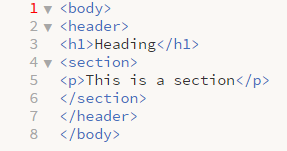 1 ▼ <body>
2 ▼ <header>
3 <h1>Heading</h1>
4 ▼ <section>
5 <p>This is a section</p>
6 </section>
7 </header>
8 </body>